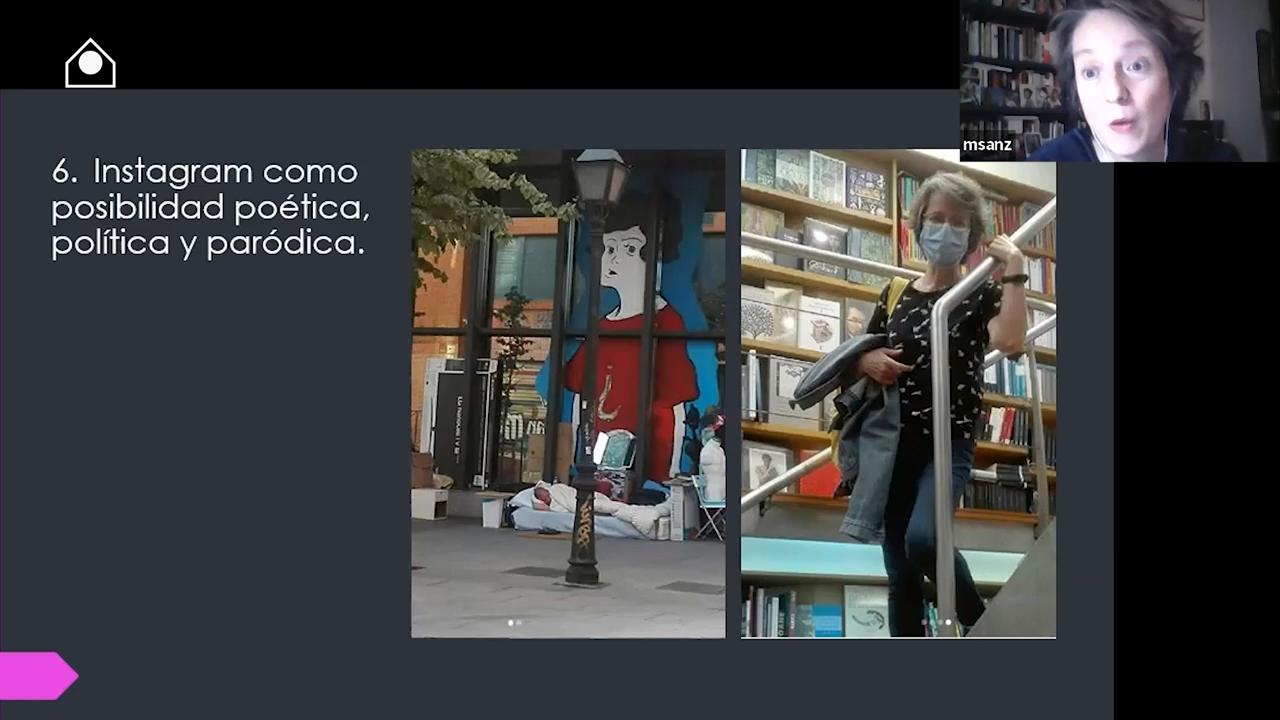 msanz
6. Instagram como
posibilidad poética,
política y paródica.